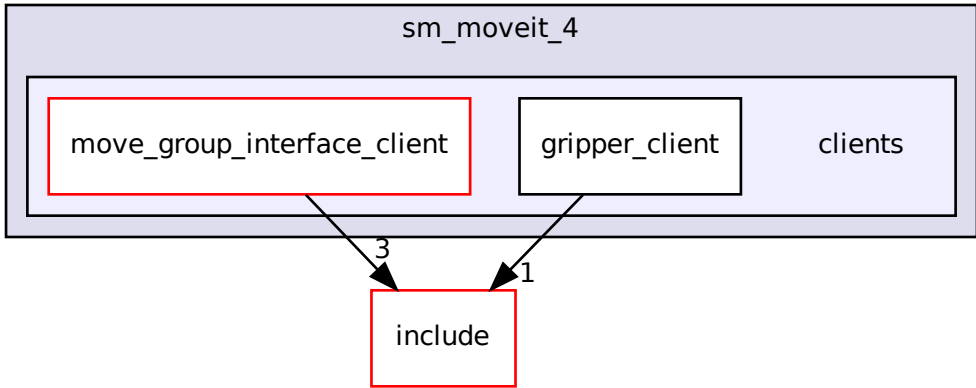 sm_moveit_4
move_group_interface_client
gripper_client
clients
3
1
include